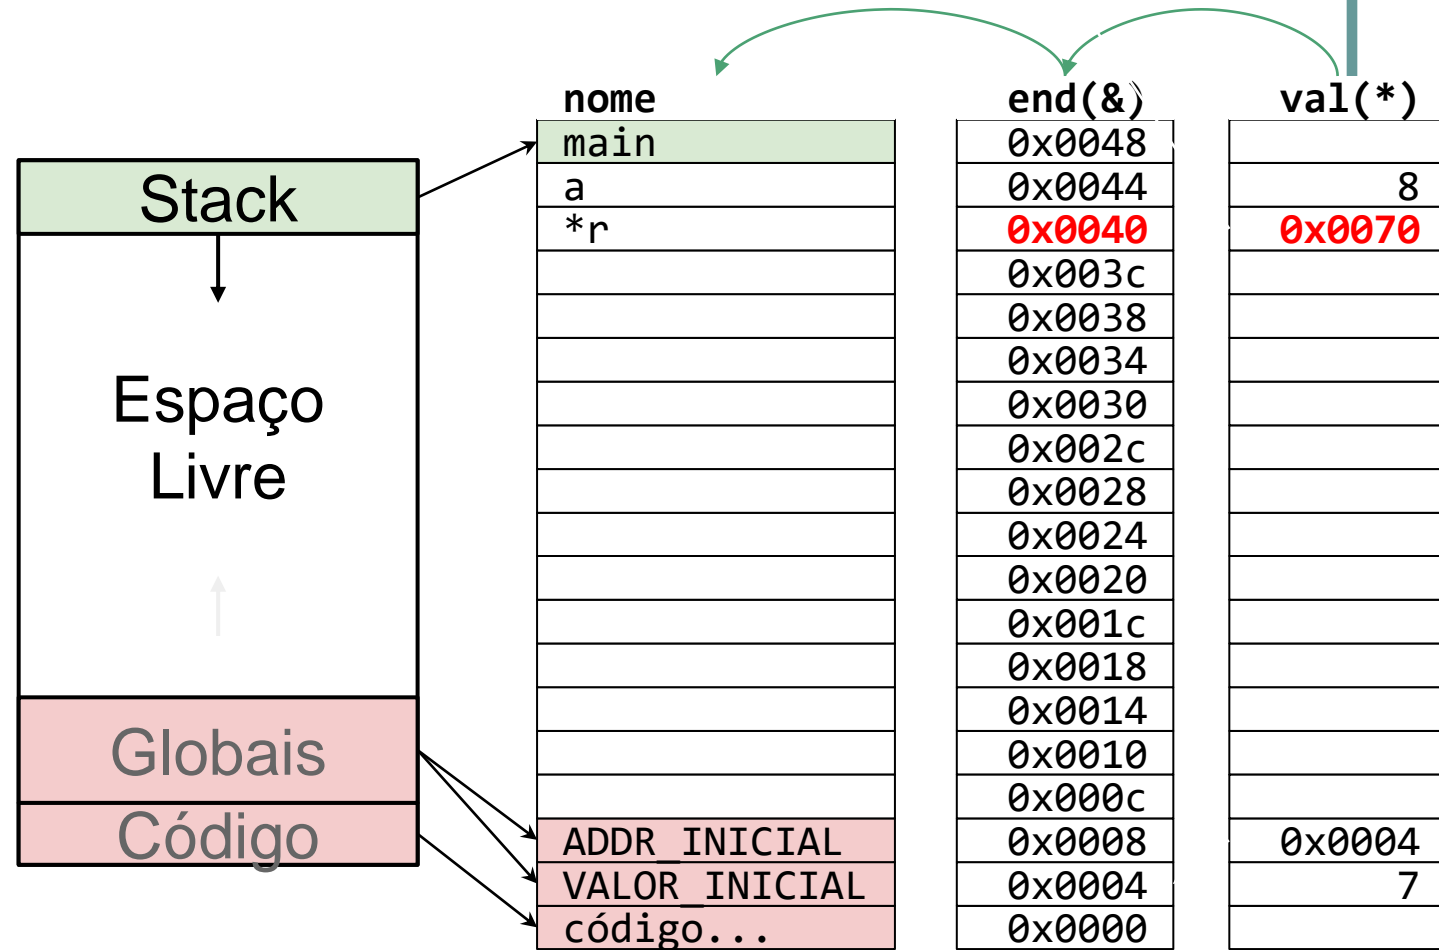 nome end(&) val(*)
main 0x0048
Stack
a 0x0044 8
*r 0x0040 0x0070
0x003c
0x0038
0x0034
Espaço
0x0030
0x002c
Livre
0x0028
0x0024
0x0020
0x001c
0x0018
0x0014
Globais
0x0010
0x000c
Código
ADDR_INICIAL 0x0008 0x0004
VALOR_INICIAL 0x0004 7
código... 0x0000